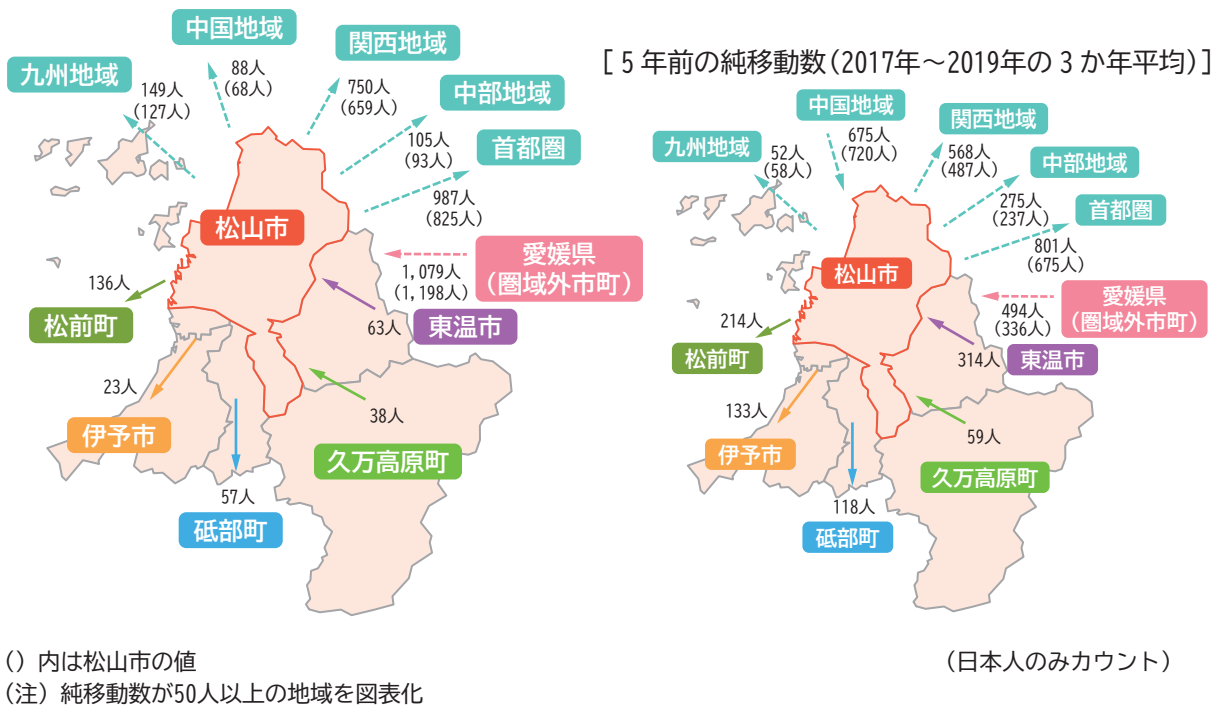 中国地域
88人
(68人)
関西地域
750人
(659人)
九州地域
149人
(127人)
中部地域
105人
(93人)
首都圏
987人
(825人)
松山市
愛媛県
(圏域外市町)
1,079人
(1,198人)
136人
松前町
63人
東温市
23人
伊予市
38人
久万高原町
57人
砥部町
[5年前の純移動数(2017年～2019年の3か年平均)]
中国地域
675人
(720人)
関西地域
568人
(487人)
九州地域
52人
(58人)
中部地域
275人
(237人)
首都圏
801人
(675人)
松山市
愛媛県
(圏域外市町)
494人
(336人)
214人
松前町
314人
東温市
133人
伊予市
59人
久万高原町
118人
砥部町
()内は松山市の値
(日本人のみカウント)
(注)純移動数が50人以上の地域を図表化